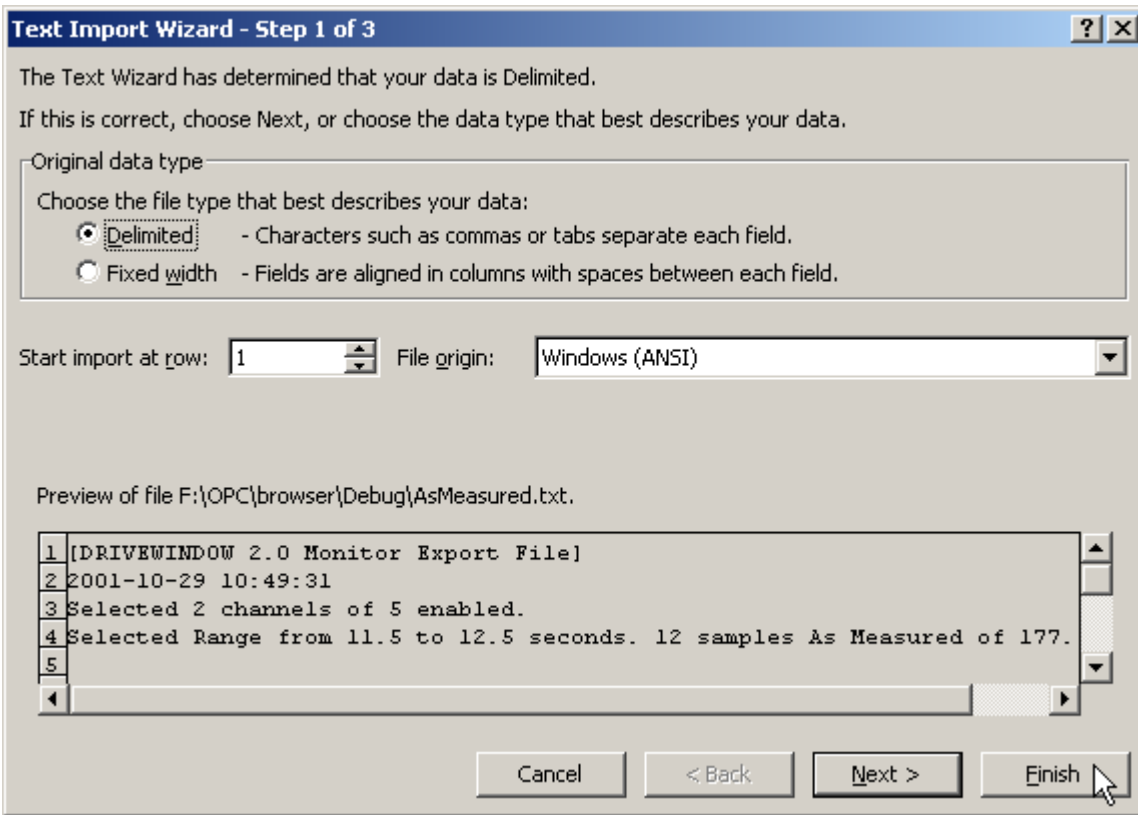 Text Import Wizard - Step 1 of 3
The Text Wizard has determined that your data is Delimited.
If this is correct, choose Next, or choose the data type that best describes your data.
Original data type
Choose the file type that best describes your data:
Delimited - Characters such as commas or tabs separate each field.
Fixed width - Fields are aligned in columns with spaces between each field.
Start import at row: 1 File origin: Windows (ANSI)
Preview of file F:\OPC\browser\Debug\AsMeasured.txt.
1 [DRIVEWINDOW 2.0 Monitor Export File]
2 2001-10-29 10:49:31
3 Selected 2 channels of 5 enabled.
4 Selected Range from 11.5 to 12.5 seconds. 12 samples As Measured of 177.
5
Cancel < Back Next > Finish